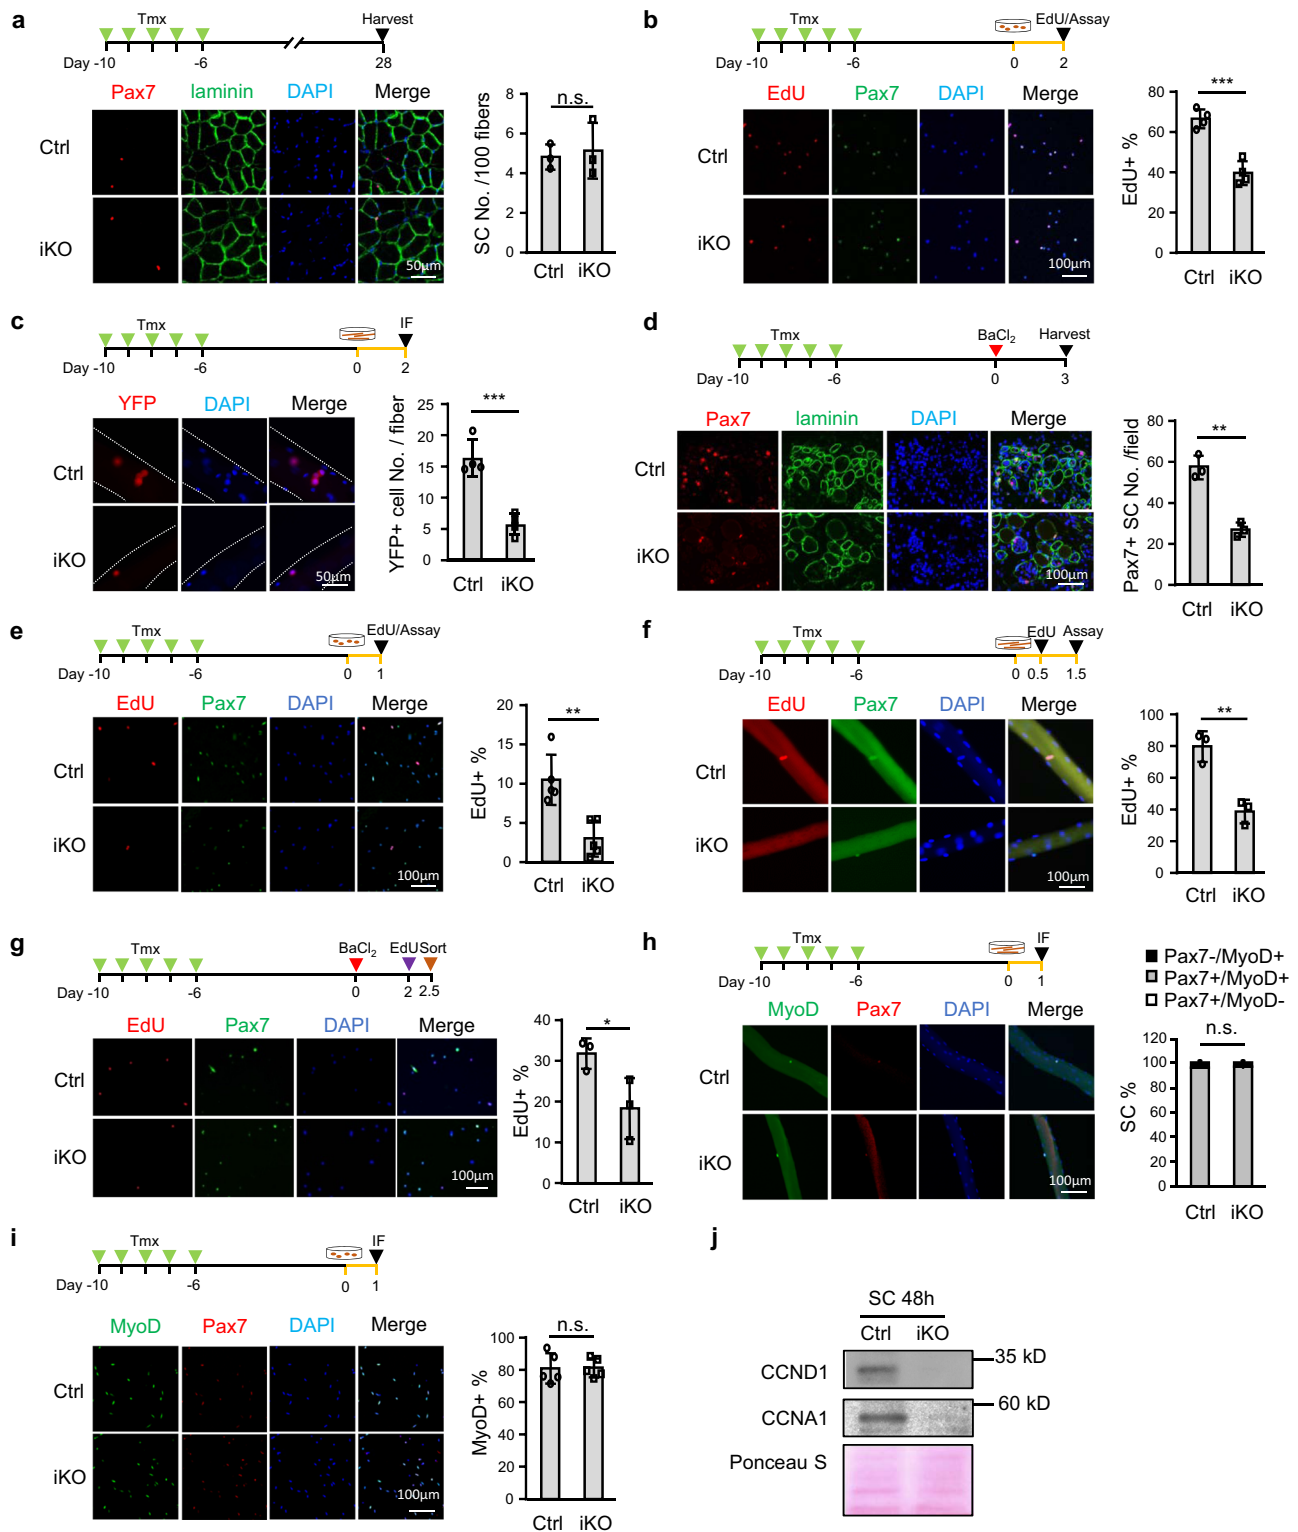 a
Tmx
Harvest
Day -10
-6
28
Pax7
laminin
DAPI
Merge
Ctrl
iKO
50μm
SC No. /100 fibers
8
6
4
2
0
n.s.
Ctrl
iKO
b
Tmx
EdU/Assay
Day -10
-6
0
2
EdU
Pax7
DAPI
Merge
Ctrl
iKO
100μm
EdU+ %
80
60
40
20
0
***
Ctrl
iKO
c
Tmx
IF
Day -10
-6
0
2
YFP
DAPI
Merge
Ctrl
iKO
50μm
YFP+ cell No. / fiber
25
20
15
10
5
0
***
Ctrl
iKO
d
Tmx
BaCl₂
Harvest
Day -10
-6
0
3
Pax7
laminin
DAPI
Merge
Ctrl
iKO
100μm
Pax7+ SC No. /field
80
60
40
20
0
**
Ctrl
iKO
e
Tmx
EdU/Assay
Day -10
-6
0
1
EdU
Pax7
DAPI
Merge
Ctrl
iKO
100μm
EdU+ %
20
15
10
5
0
**
Ctrl
iKO
f
Tmx
EdU
Assay
Day -10
-6
0
0.5
1.5
EdU
Pax7
DAPI
Merge
Ctrl
iKO
100μm
EdU+ %
100
80
60
40
20
0
**
Ctrl
iKO
g
Tmx
BaCl₂
EdU
Sort
Day -10
-6
0
2
2.5
EdU
Pax7
DAPI
Merge
Ctrl
iKO
100μm
EdU+ %
40
30
20
10
0
*
Ctrl
iKO
h
Tmx
IF
Day -10
-6
0
1
MyoD
Pax7
DAPI
Merge
Ctrl
iKO
100μm
Pax7-/MyoD+
Pax7+/MyoD+
Pax7+/MyoD-
SC %
120
100
80
60
40
20
0
n.s.
Ctrl
iKO
i
Tmx
IF
Day -10
-6
0
1
MyoD
Pax7
DAPI
Merge
Ctrl
iKO
100μm
MyoD+ %
100
80
60
40
20
0
n.s.
Ctrl
iKO
j
SC 48h
Ctrl
iKO
CCND1
35 kD
CCNA1
60 kD
Ponceau S